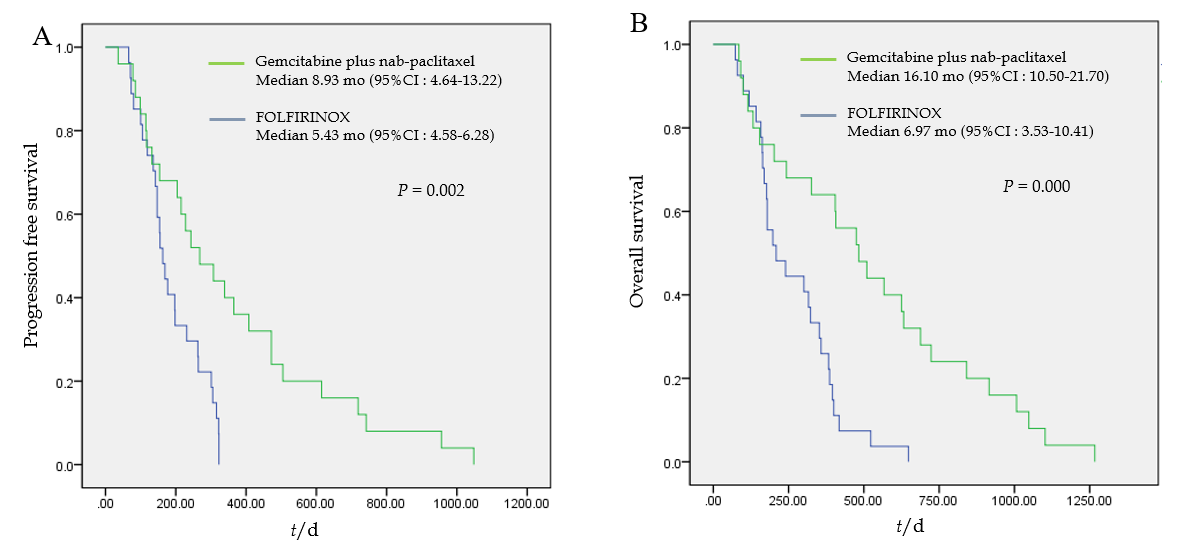 A
Progression free survival
1.0
0.8
0.6
0.4
0.2
0.0
Gemcitabine plus nab-paclitaxel
Median 8.93 mo (95%CI : 4.64-13.22)
FOLFIRINOX
Median 5.43 mo (95%CI : 4.58-6.28)
P = 0.002
.00 200.00 400.00 600.00 800.00 1000.00 1200.00
t/d
B
Overall survival
1.0
0.8
0.6
0.4
0.2
0.0
Gemcitabine plus nab-paclitaxel
Median 16.10 mo (95%CI : 10.50-21.70)
FOLFIRINOX
Median 6.97 mo (95%CI : 3.53-10.41)
P = 0.000
.00 250.00 500.00 750.00 1000.00 1250.00
t/d